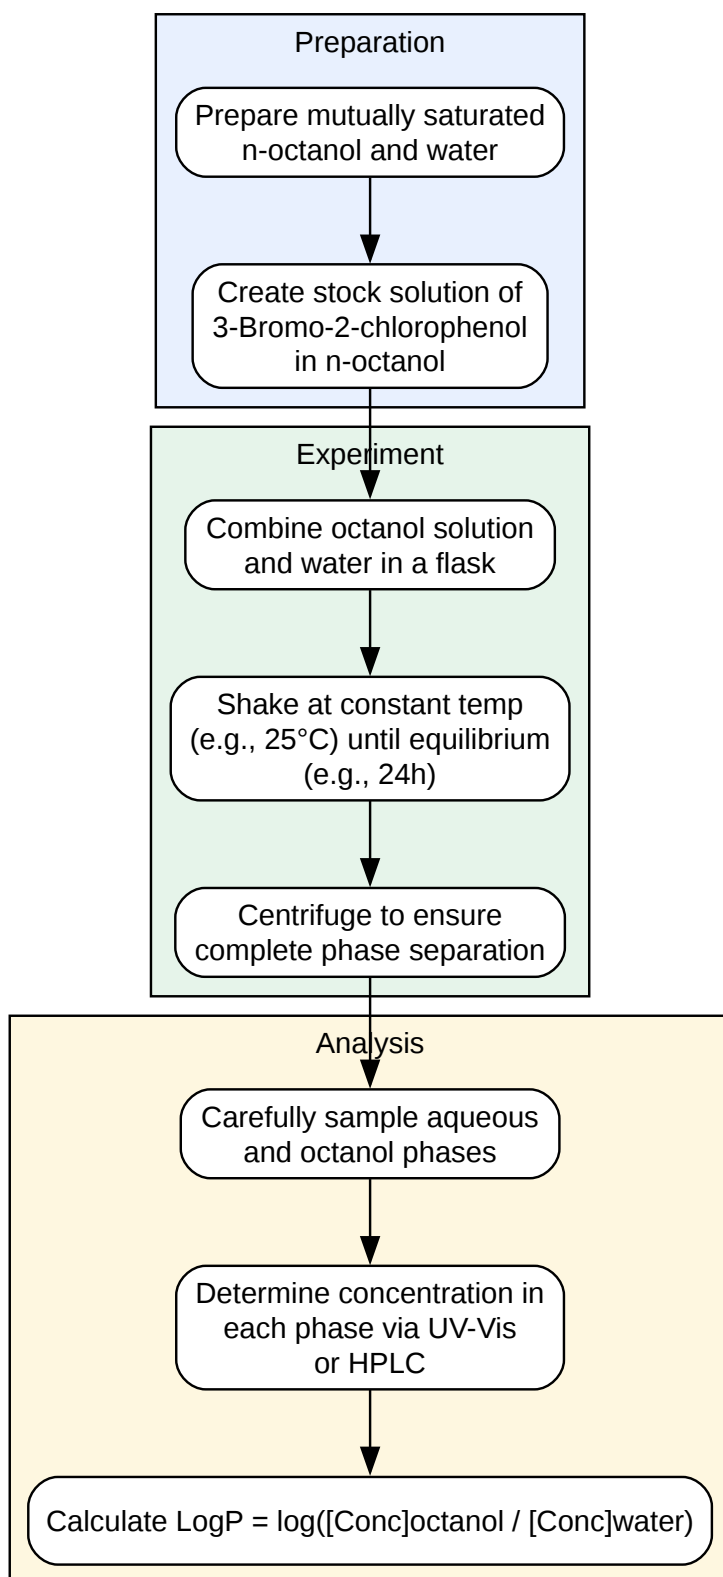 Preparation
Prepare mutually saturated
n-octanol and water
Create stock solution of
3-Bromo-2-chlorophenol
in n-octanol
Experiment
Combine octanol solution
and water in a flask
Shake at constant temp
(e.g., 25°C) until equilibrium
(e.g., 24h)
Centrifuge to ensure
complete phase separation
Analysis
Carefully sample aqueous
and octanol phases
Determine concentration in
each phase via UV-Vis
or HPLC
Calculate LogP = log([Conc]octanol / [Conc]water)